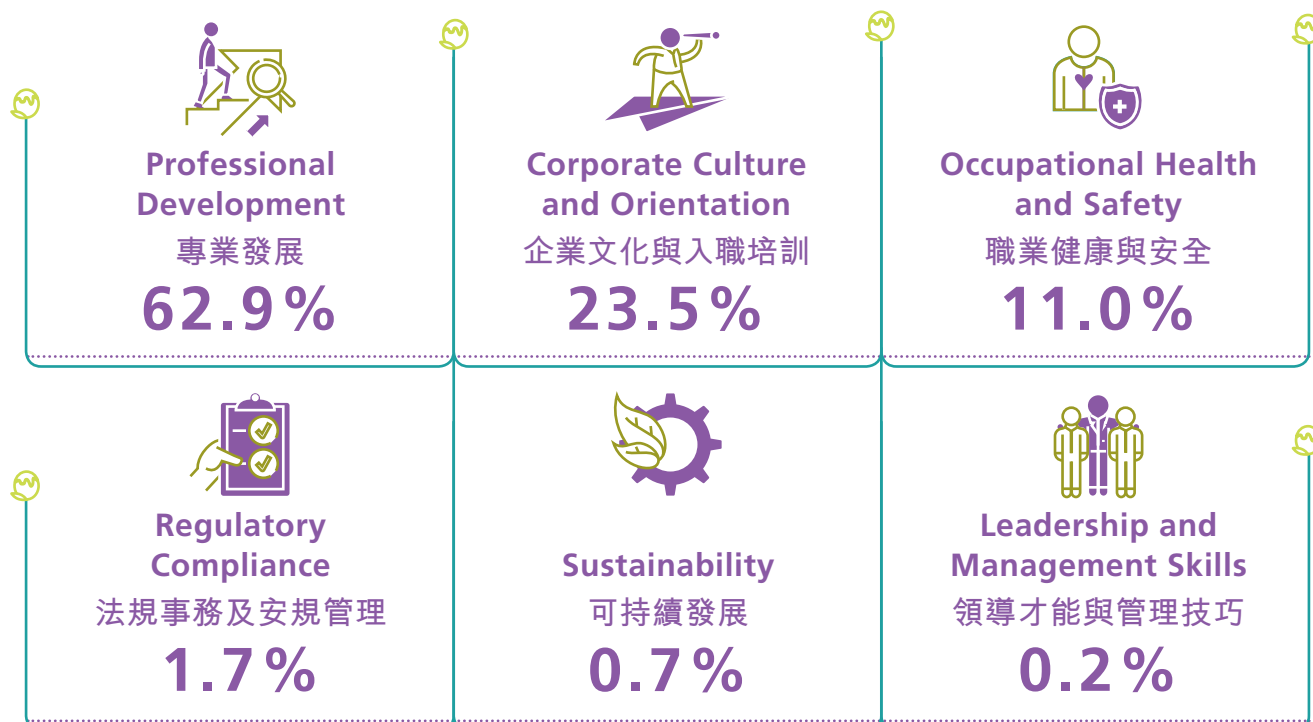 Professional
Development
專業發展
62.9%
Corporate Culture
and Orientation
企業文化與入職培訓
23.5%
Occupational Health
and Safety
職業健康與安全
11.0%
Regulatory
Compliance
法規事務及安規管理
1.7%
Sustainability
可持續發展
0.7%
Leadership and
Management Skills
領導才能與管理技巧
0.2%